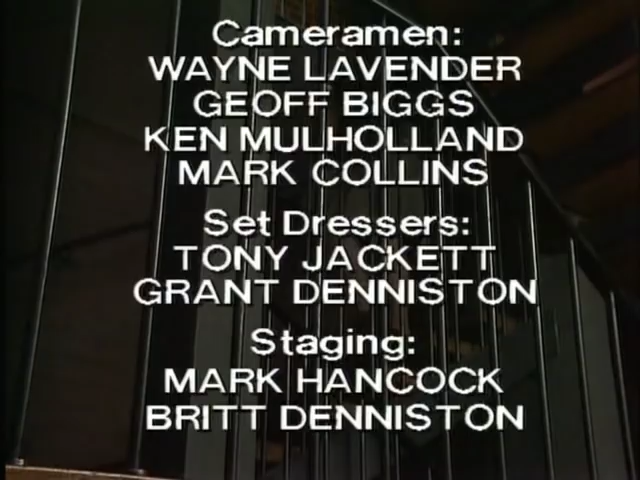 Cameramen:
WAYNE LAVENDER
GEOFF BIGGS
KEN MULHOLLAND
MARK COLLINS
Set Dressers:
TONY JACKETT
GRANT DENNISTON
Staging:
MARK HANCOCK
BRITT DENNISTON